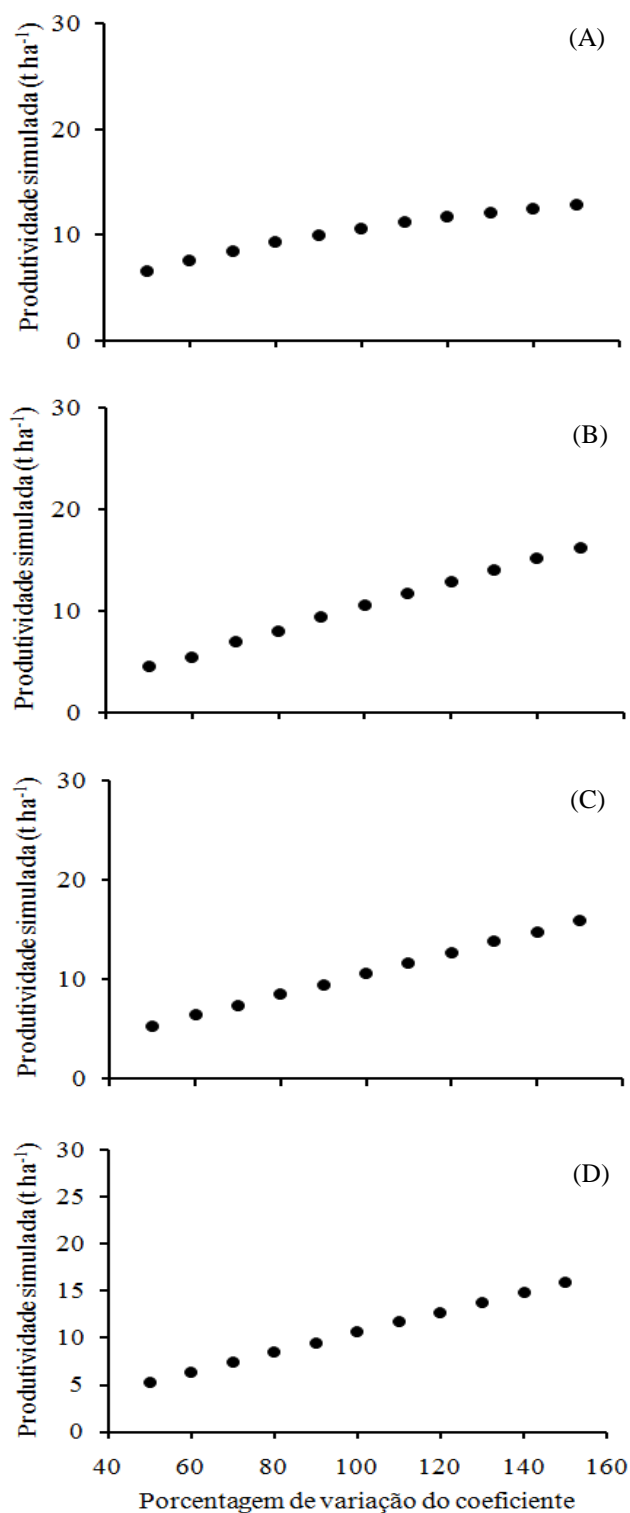 (A)
Produtividade simulada (t ha⁻¹)
30
20
10
0
(B)
Produtividade simulada (t ha⁻¹)
30
20
10
0
(C)
Produtividade simulada (t ha⁻¹)
30
20
10
0
(D)
Produtividade simulada (t ha⁻¹)
30
25
20
15
10
5
0
40 60 80 100 120 140 160
Porcentagem de variação do coeficiente